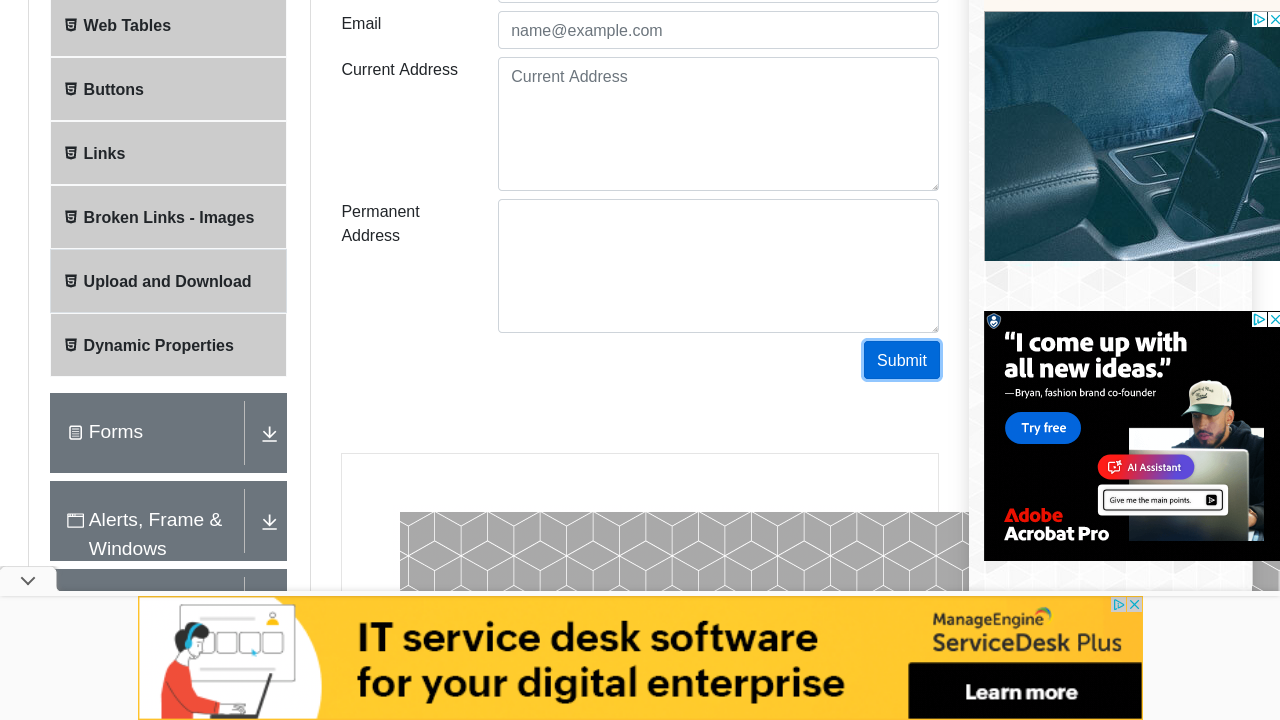 Web Tables
Buttons
Links
Broken Links - Images
Upload and Download
Dynamic Properties
Forms
Alerts, Frame &
Windows
Email
name@example.com
Current Address
Current Address
Permanent
Address
Submit
“I come up with
all new ideas.”
—Bryan, fashion brand co-founder
Try free
AI Assistant
Give me the main points.
Adobe
Acrobat Pro
IT service desk software
for your digital enterprise
ManageEngine
ServiceDesk Plus
Learn more